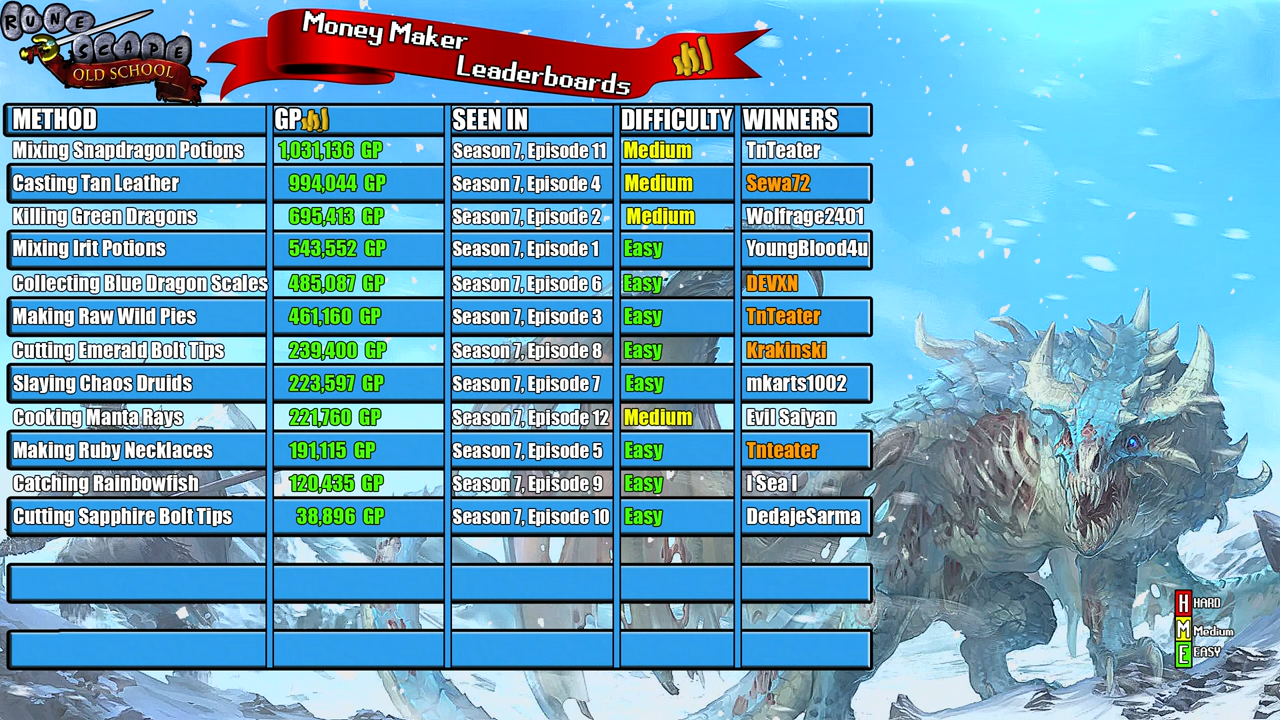 RUNE
SCAPE
OLD SCHOOL
Money Maker
Leaderboards
METHOD GP SEEN IN DIFFICULTY WINNERS
Mixing Snapdragon Potions 1,031,136 GP Season 7, Episode 11 Medium TnTeater
Casting Tan Leather 994,044 GP Season 7, Episode 4 Medium Sewa72
Killing Green Dragons 695,413 GP Season 7, Episode 2 Medium Wolfrage2401
Mixing Irit Potions 543,552 GP Season 7, Episode 1 Easy YoungBlood4u
Collecting Blue Dragon Scales 485,087 GP Season 7, Episode 6 Easy DEVXN
Making Raw Wild Pies 461,160 GP Season 7, Episode 3 Easy TnTeater
Cutting Emerald Bolt Tips 239,400 GP Season 7, Episode 8 Easy Krakinski
Slaying Chaos Druids 223,597 GP Season 7, Episode 7 Easy mkarts1002
Cooking Manta Rays 221,760 GP Season 7, Episode 12 Medium Evil Saiyan
Making Ruby Necklaces 191,115 GP Season 7, Episode 5 Easy Tnteater
Catching Rainbowfish 120,435 GP Season 7, Episode 9 Easy I Sea I
Cutting Sapphire Bolt Tips 38,896 GP Season 7, Episode 10 Easy DedajeSarma
H HARD
M Medium
E EASY